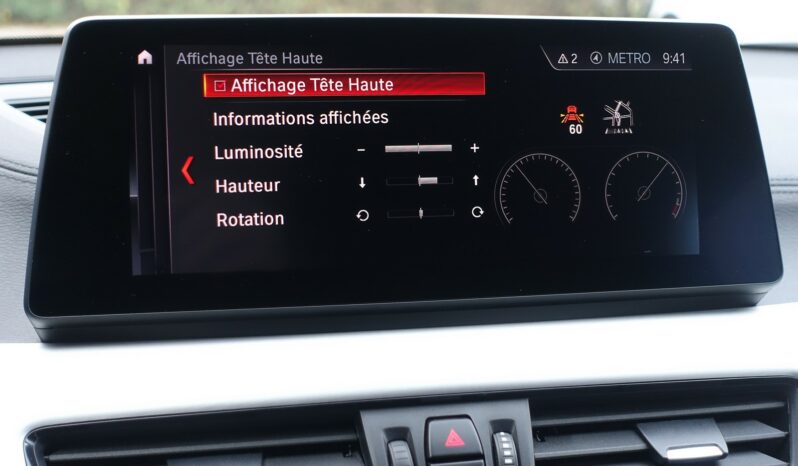 Affichage Tête Haute
2 METRO 9:41
Affichage Tête Haute
Informations affichées
60
Luminosité - +
Hauteur
Rotation